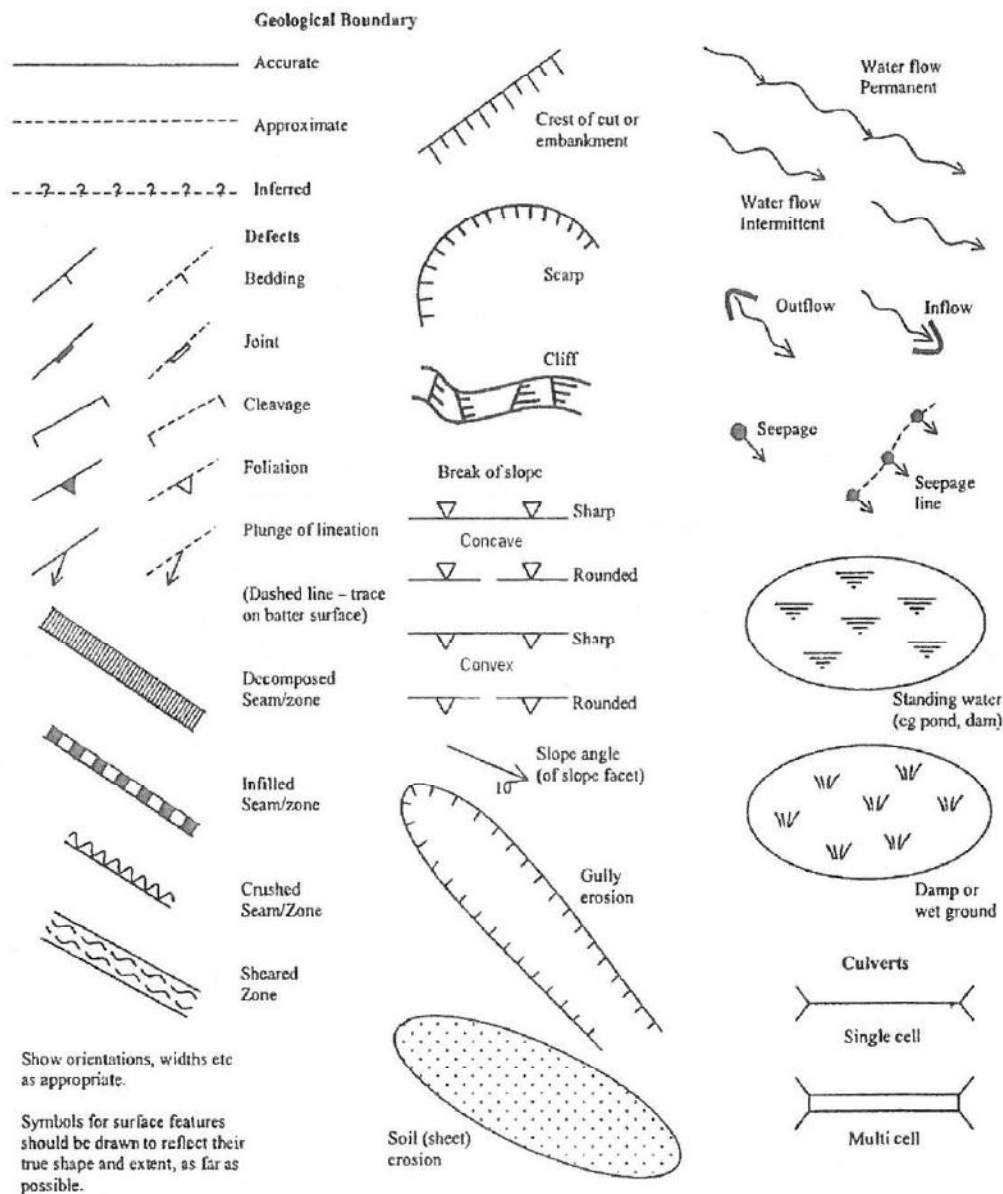 Geological Boundary
Accurate
Approximate
? ? ? ? ? ? Inferred
Defects
Bedding
Joint
Cleavage
Foliation
Plunge of lineation
(Dashed line – trace
on batter surface)
Decomposed
Seam/zone
Infilled
Seam/zone
Crushed
Seam/Zone
Sheared
Zone
Show orientations, widths etc
as appropriate.
Symbols for surface features
should be drawn to reflect their
true shape and extent, as far as
possible.
Crest of cut or
embankment
Scarp
Cliff
Break of slope
Sharp
Concave
Rounded
Sharp
Convex
Rounded
Slope angle
(of slope facet)
10
Gully
erosion
Soil (sheet)
erosion
Water flow
Permanent
Water flow
Intermittent
Outflow
Inflow
Seepage
Seepage
line
Standing water
(eg pond, dam)
Damp or
wet ground
Culverts
Single cell
Multi cell